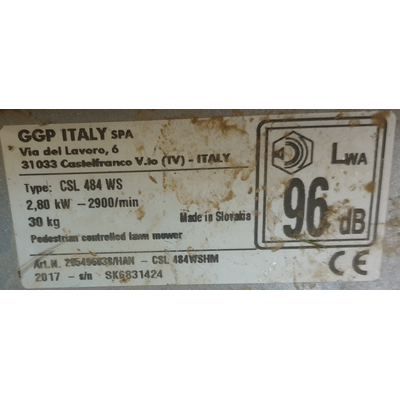 GGP ITALY SPA
Via del Lavoro, 6
31033 Castelfranco V.to (TV) - ITALY
Type: CSL 484 WS
2,80 kW -2900/min
30 kg
Made in Slovakia
Pedestrian controlled lawn mower
LWA
96 dB
Art.N. 295496838/HAN - CSL 484WSHM
2017 - s/n SK6831424
CE